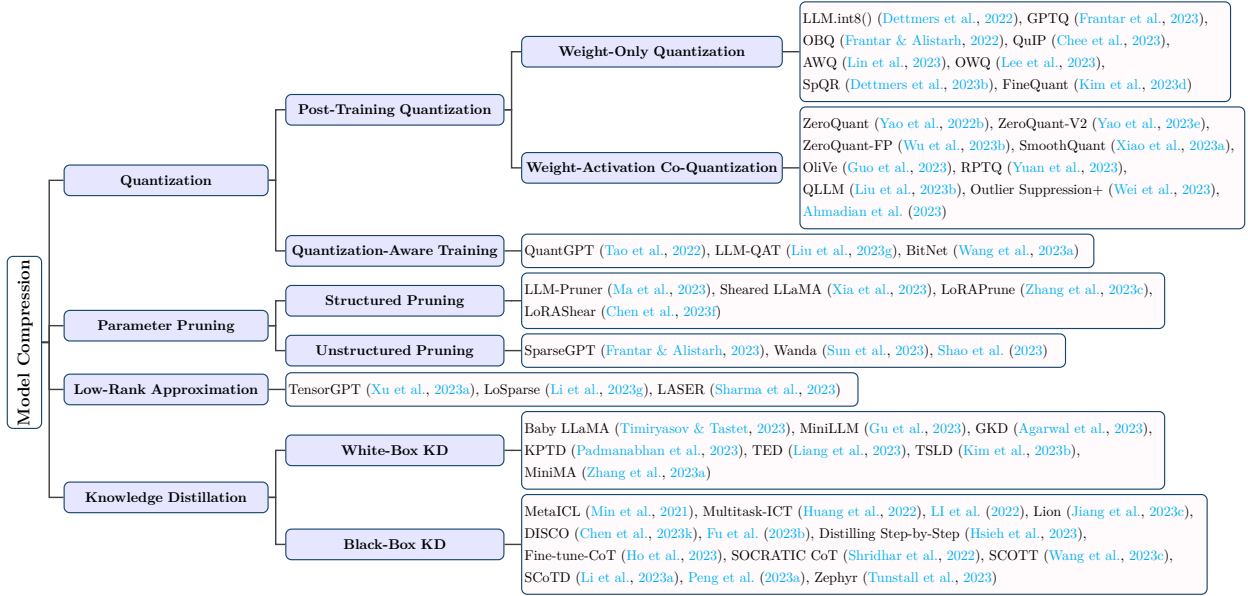 Model Compression
Quantization
Post-Training Quantization
Weight-Only Quantization
LLM.int8() (Dettmers et al., 2022), GPTQ (Frantar et al., 2023),
OBQ (Frantar & Alistarh, 2022), QuIP (Chee et al., 2023),
AWQ (Lin et al., 2023), OWQ (Lee et al., 2023),
SpQR (Dettmers et al., 2023b), FineQuant (Kim et al., 2023d)
Weight-Activation Co-Quantization
ZeroQuant (Yao et al., 2022b), ZeroQuant-V2 (Yao et al., 2023e),
ZeroQuant-FP (Wu et al., 2023b), SmoothQuant (Xiao et al., 2023a),
OliVe (Guo et al., 2023), RPTQ (Yuan et al., 2023),
QLLM (Liu et al., 2023b), Outlier Suppression+ (Wei et al., 2023),
Ahmadian et al. (2023)
Quantization-Aware Training
QuantGPT (Tao et al., 2022), LLM-QAT (Liu et al., 2023g), BitNet (Wang et al., 2023a)
Parameter Pruning
Structured Pruning
LLM-Pruner (Ma et al., 2023), Sheared LLaMA (Xia et al., 2023), LoRAPrune (Zhang et al., 2023c),
LoRAShear (Chen et al., 2023f)
Unstructured Pruning
SparseGPT (Frantar & Alistarh, 2023), Wanda (Sun et al., 2023), Shao et al. (2023)
Low-Rank Approximation
TensorGPT (Xu et al., 2023a), LoSparse (Li et al., 2023g), LASER (Sharma et al., 2023)
Knowledge Distillation
White-Box KD
Baby LLaMA (Timiryasov & Tastet, 2023), MiniLLM (Gu et al., 2023), GKD (Agarwal et al., 2023),
KPTD (Padmanabhan et al., 2023), TED (Liang et al., 2023), TSLD (Kim et al., 2023b),
MiniMA (Zhang et al., 2023a)
Black-Box KD
MetaICL (Min et al., 2021), Multitask-ICT (Huang et al., 2022), LI et al. (2022), Lion (Jiang et al., 2023c),
DISCO (Chen et al., 2023k), Fu et al. (2023b), Distilling Step-by-Step (Hsieh et al., 2023),
Fine-tune-CoT (Ho et al., 2023), SOCRATIC CoT (Shridhar et al., 2022), SCOTT (Wang et al., 2023c),
SCoTD (Li et al., 2023a), Peng et al. (2023a), Zephyr (Tunstall et al., 2023)